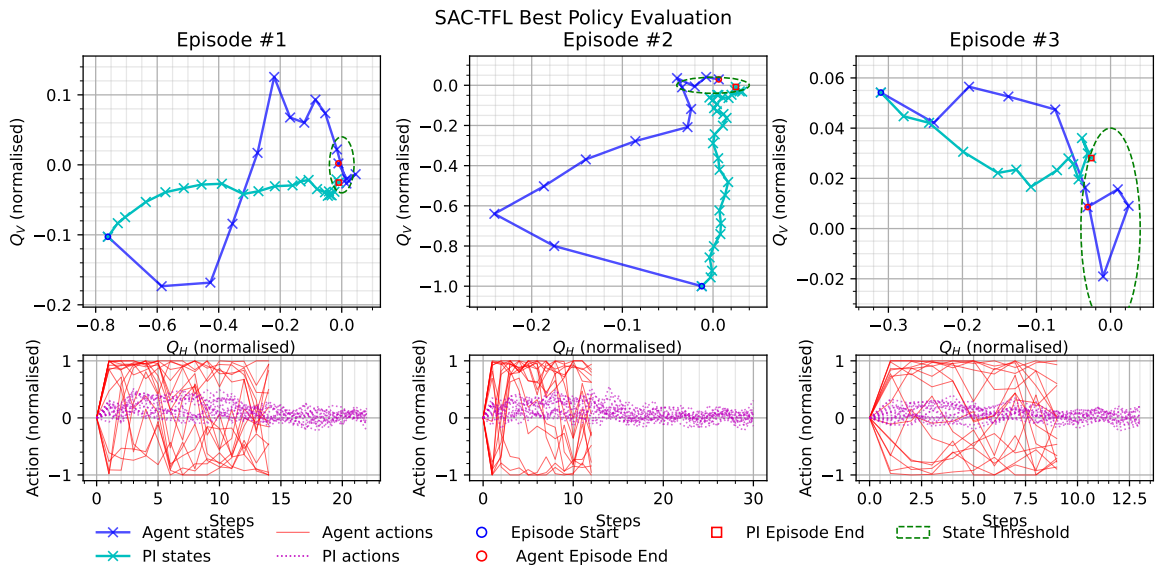 SAC-TFL Best Policy Evaluation
Episode #1
Episode #2
Episode #3
Q_V (normalised)
0.1
0.0
−0.1
−0.2
−0.8
−0.6
−0.4
−0.2
0.0
Q_H (normalised)
Q_V (normalised)
0.0
−0.2
−0.4
−0.6
−0.8
−1.0
−0.2
−0.1
0.0
Q_H (normalised)
Q_V (normalised)
0.06
0.04
0.02
0.00
−0.02
−0.3
−0.2
−0.1
0.0
Q_H (normalised)
Action (normalised)
1
0
−1
0
5
10
15
20
Steps
Action (normalised)
1
0
−1
0
10
20
30
Steps
Action (normalised)
1
0
−1
0.0
2.5
5.0
7.5
10.0
12.5
Steps
Agent states
Agent actions
Episode Start
PI Episode End
State Threshold
PI states
PI actions
Agent Episode End